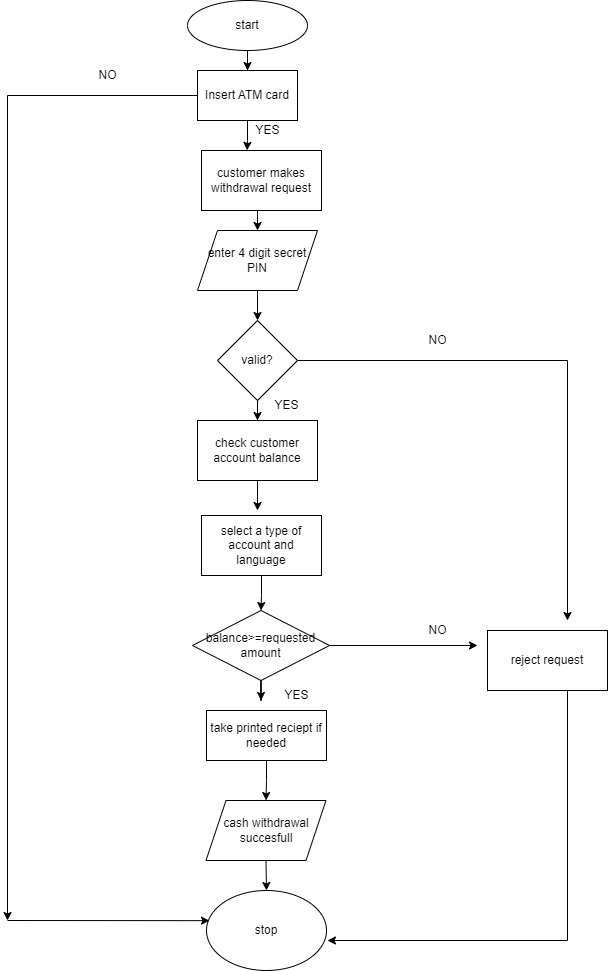 start
NO
Insert ATM card
YES
customer makes
withdrawal request
enter 4 digit secret
PIN
NO
valid?
YES
check customer
account balance
select a type of
account and
language
NO
balance>=requested
amount
reject request
YES
take printed reciept if
needed
cash withdrawal
succesfull
stop